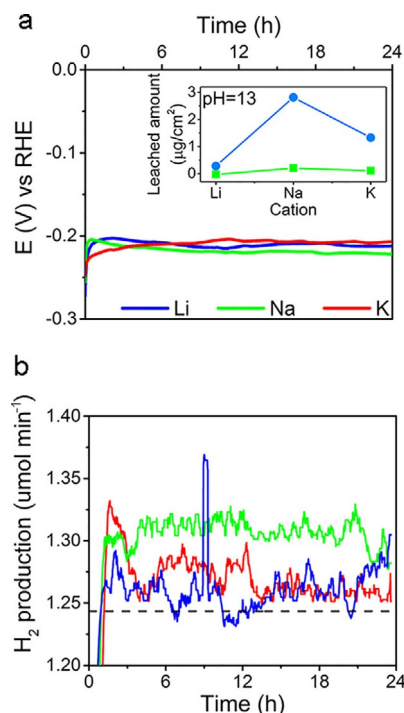 a
Time (h)
0 6 12 18 24
0.0
-0.1
-0.2
-0.3
E (V) vs RHE
pH=13
3
2
1
0
Leached amount
(µg/cm²)
Li Na K
Cation
Li Na K
b
1.40
1.35
1.30
1.25
1.20
H₂ production (umol min⁻¹)
0 6 12 18 24
Time (h)